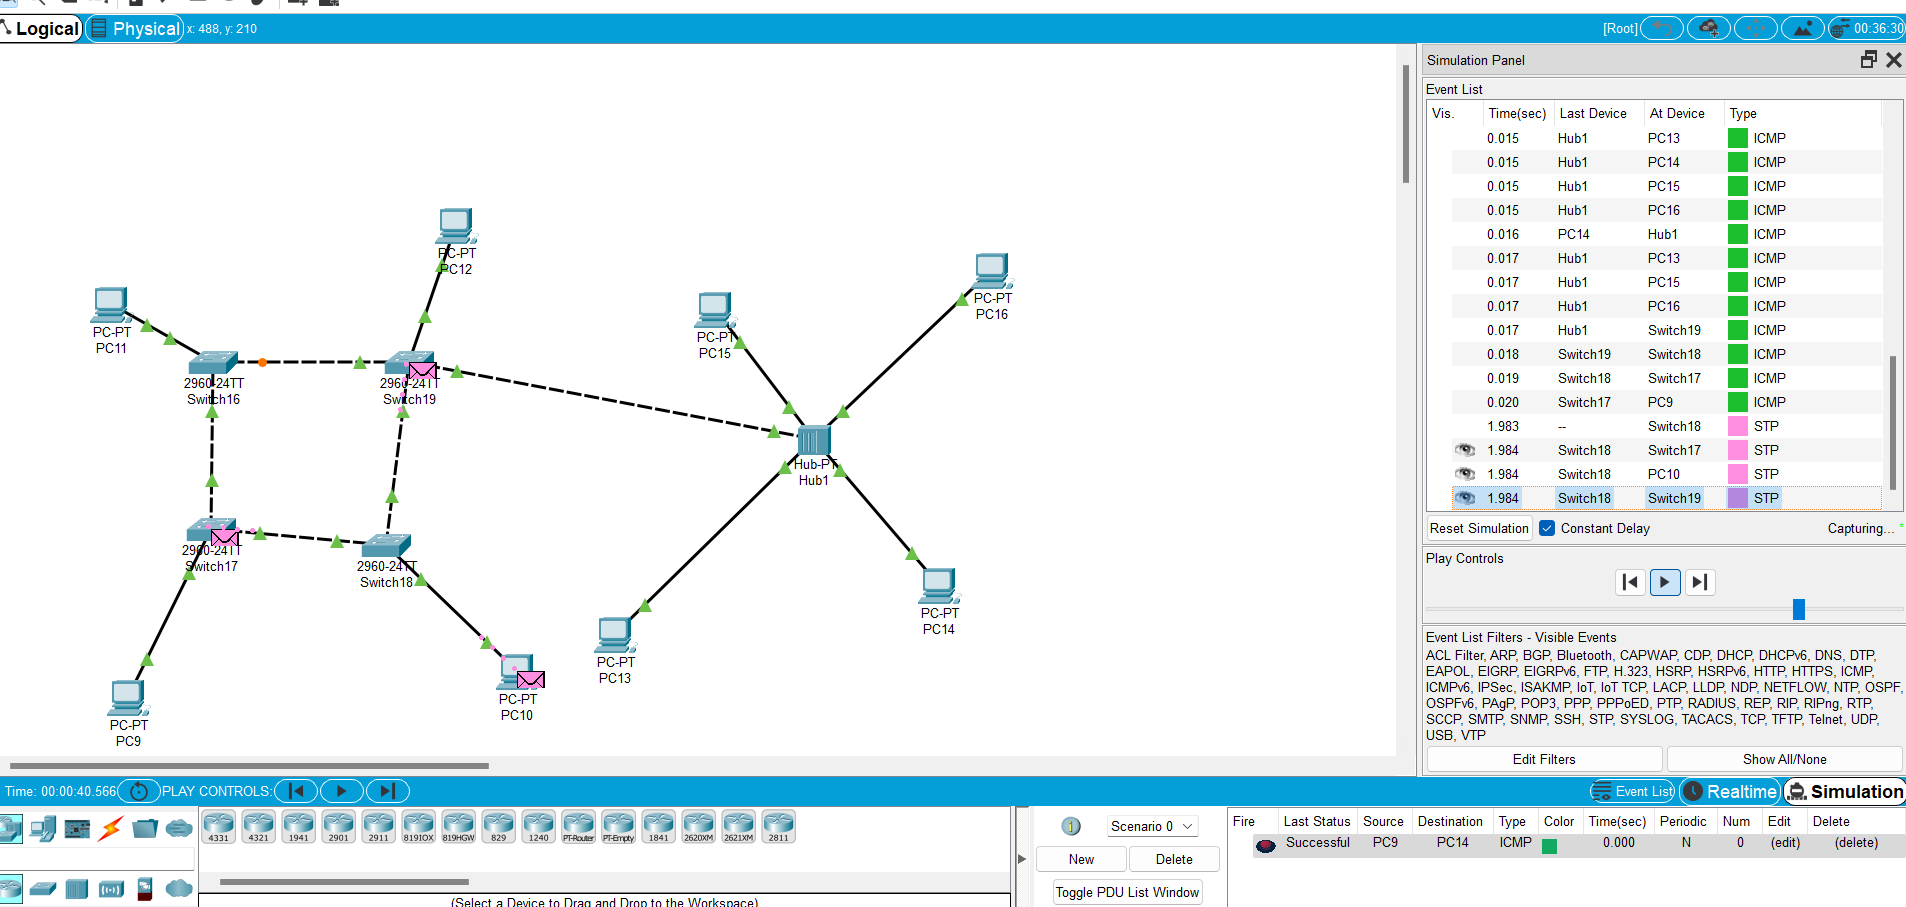 Logical Physical x: 488, y: 210 [Root] 00:36:30
Simulation Panel
Event List
Vis. Time(sec) Last Device At Device Type
0.015 Hub1 PC13 ICMP
0.015 Hub1 PC14 ICMP
0.015 Hub1 PC15 ICMP
0.015 Hub1 PC16 ICMP
0.016 PC14 Hub1 ICMP
0.017 Hub1 PC13 ICMP
0.017 Hub1 PC15 ICMP
0.017 Hub1 PC16 ICMP
0.017 Hub1 Switch19 ICMP
0.018 Switch19 Switch18 ICMP
0.019 Switch18 Switch17 ICMP
0.020 Switch17 PC9 ICMP
1.983 -- Switch18 STP
1.984 Switch18 Switch17 STP
1.984 Switch18 PC10 STP
1.984 Switch18 Switch19 STP
Reset Simulation Constant Delay Capturing...
Play Controls
Event List Filters - Visible Events
ACL Filter, ARP, BGP, Bluetooth, CAPWAP, CDP, DHCP, DHCPv6, DNS, DTP,
EAPOL, EIGRP, EIGRPv6, FTP, H.323, HSRP, HSRPv6, HTTP, HTTPS, ICMP,
ICMPv6, IPSec, ISAKMP, IoT, IoT TCP, LACP, LLDP, NDP, NETFLOW, NTP, OSPF,
OSPFv6, PAgP, POP3, PPP, PPPoED, PTP, RADIUS, REP, RIP, RIPng, RTP,
SCCP, SMTP, SNMP, SSH, STP, SYSLOG, TACACS, TCP, TFTP, Telnet, UDP,
USB, VTP
Edit Filters Show All/None
PC-PT
PC12
PC-PT
PC11
PC-PT
PC16
PC-PT
PC15
2960-24TT
Switch16
2960-24TT
Switch19
Hub-PT
Hub1
2960-24TT
Switch17
2960-24TT
Switch18
PC-PT
PC14
PC-PT
PC13
PC-PT
PC10
PC-PT
PC9
Time: 00:00:40.566 PLAY CONTROLS: Event List Realtime Simulation
4331 4321 1941 2901 2911 819IOX 819HGW 829 1240 PT-Router PT-Empty 1841 2620XM 2621XM 2811
(Select a Device to Drag and Drop to the Workspace)
Scenario 0
New Delete
Toggle PDU List Window
Fire Last Status Source Destination Type Color Time(sec) Periodic Num Edit Delete
Successful PC9 PC14 ICMP 0.000 N 0 (edit) (delete)